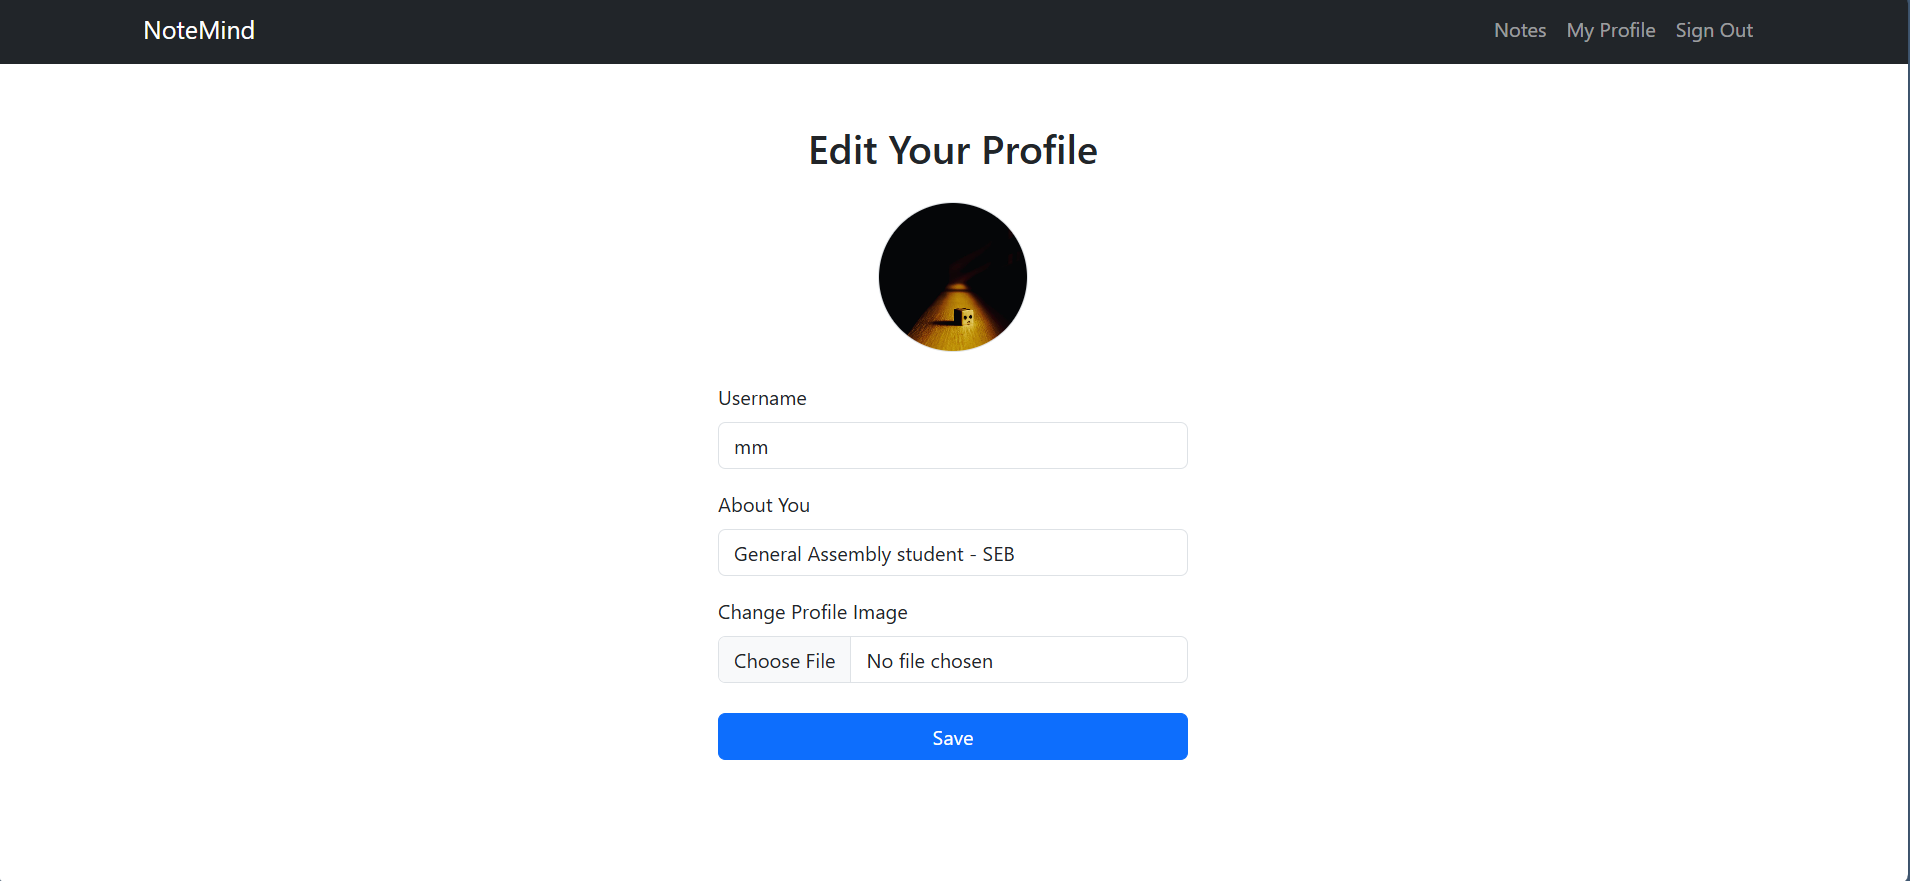 NoteMind
Notes My Profile Sign Out
Edit Your Profile
Username
mm
About You
General Assembly student - SEB
Change Profile Image
Choose File No file chosen
Save